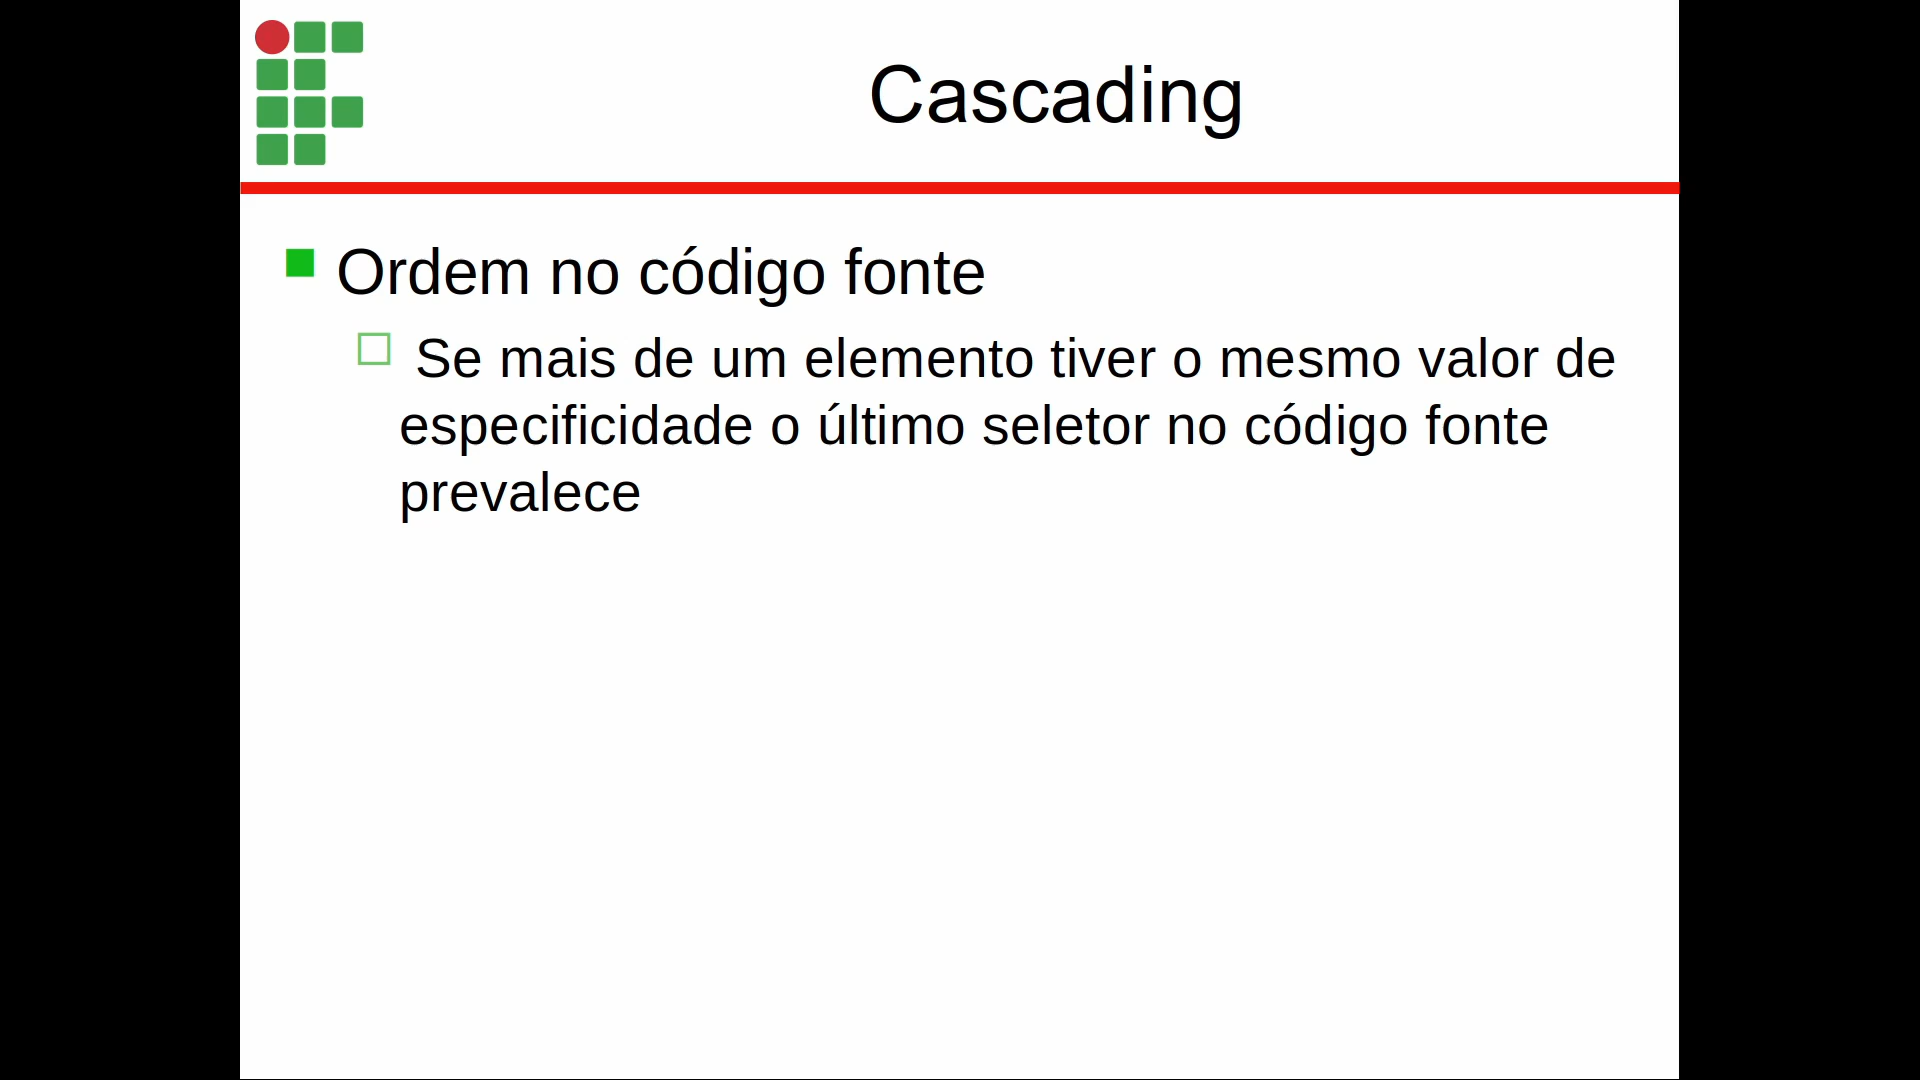 Cascading
Ordem no código fonte
Se mais de um elemento tiver o mesmo valor de
especificidade o último seletor no código fonte
prevalece